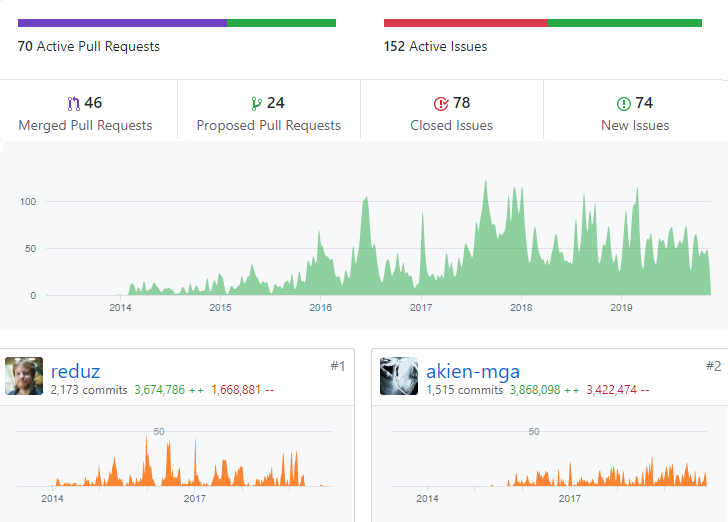 70 Active Pull Requests
152 Active Issues
46
Merged Pull Requests
24
Proposed Pull Requests
78
Closed Issues
74
New Issues
100
50
0
2014 2015 2016 2017 2018 2019
reduz #1
2,173 commits 3,674,786 ++ 1,668,881 --
50
2014 2017
akien-mga #2
1,515 commits 3,868,098 ++ 3,422,474 --
50
2014 2017